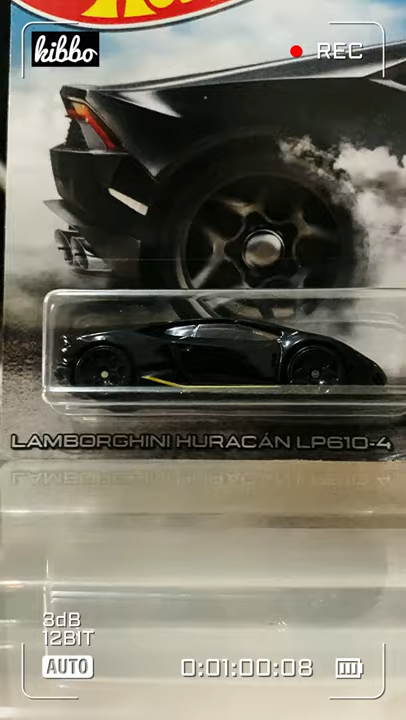 kibbo
REC
LAMBORGHINI HURACÁN LP610-4
3dB
12BIT
AUTO
0:01:00:08